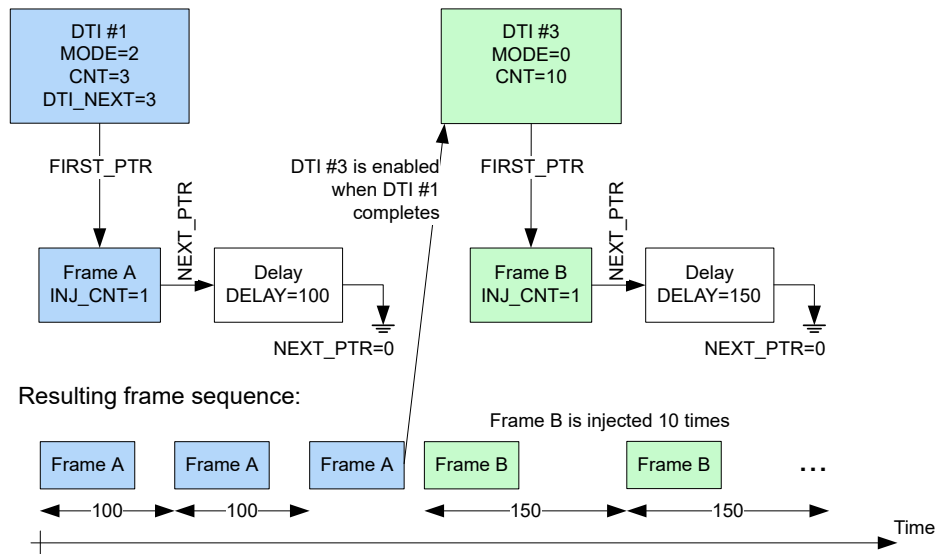 DTI #1
MODE=2
CNT=3
DTI_NEXT=3
DTI #3
MODE=0
CNT=10
FIRST_PTR
NEXT_PTR
DTI #3 is enabled
when DTI #1
completes
FIRST_PTR
NEXT_PTR
Frame A
INJ_CNT=1
Delay
DELAY=100
NEXT_PTR=0
Frame B
INJ_CNT=1
Delay
DELAY=150
NEXT_PTR=0
Resulting frame sequence:
Frame B is injected 10 times
Frame A
Frame A
Frame A
Frame B
Frame B
...
100
100
150
150
Time